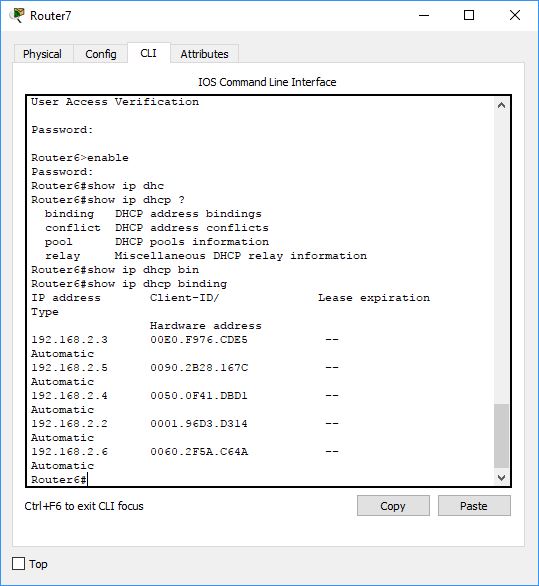 Router7
Physical Config CLI Attributes
IOS Command Line Interface
User Access Verification
Password:
Router6>enable
Password:
Router6#show ip dhc
Router6#show ip dhcp ?
binding DHCP address bindings
conflict DHCP address conflicts
pool DHCP pools information
relay Miscellaneous DHCP relay information
Router6#show ip dhcp bin
Router6#show ip dhcp binding
IP address Client-ID/ Lease expiration
Type
Hardware address
192.168.2.3 00E0.F976.CDE5 --
Automatic
192.168.2.5 0090.2B28.167C --
Automatic
192.168.2.4 0050.0F41.DBD1 --
Automatic
192.168.2.2 0001.96D3.D314 --
Automatic
192.168.2.6 0060.2F5A.C64A --
Automatic
Router6#
Ctrl+F6 to exit CLI focus Copy Paste
Top